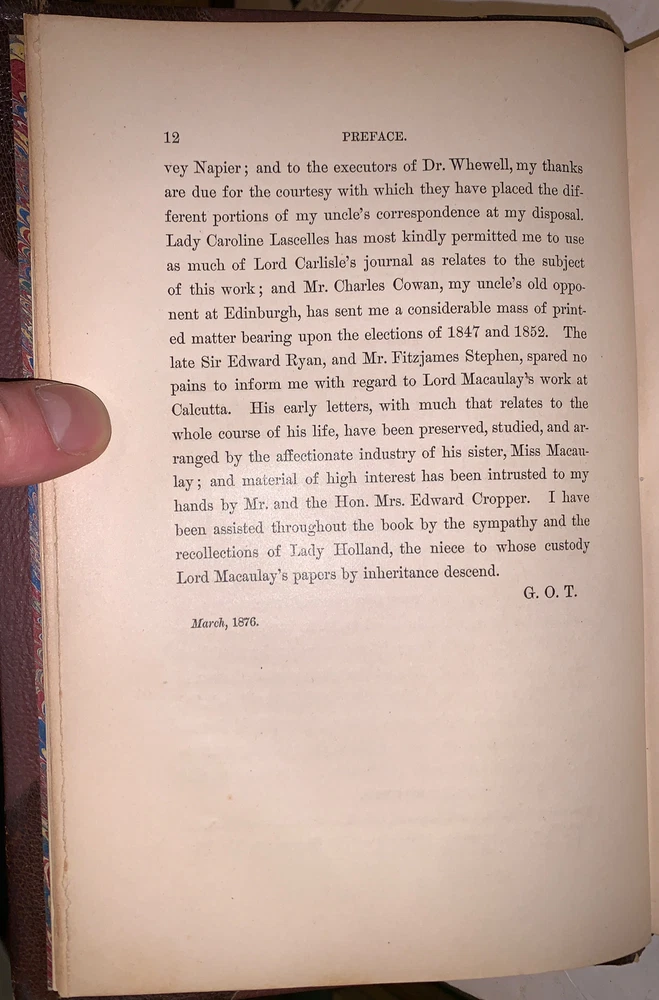 12 PREFACE.
vey Napier; and to the executors of Dr. Whewell, my thanks
are due for the courtesy with which they have placed the dif-
ferent portions of my uncle's correspondence at my disposal.
Lady Caroline Lascelles has most kindly permitted me to use
as much of Lord Carlisle's journal as relates to the subject
of this work; and Mr. Charles Cowan, my uncle's old oppo-
nent at Edinburgh, has sent me a considerable mass of print-
ed matter bearing upon the elections of 1847 and 1852. The
late Sir Edward Ryan, and Mr. Fitzjames Stephen, spared no
pains to inform me with regard to Lord Macaulay's work at
Calcutta. His early letters, with much that relates to the
whole course of his life, have been preserved, studied, and ar-
ranged by the affectionate industry of his sister, Miss Macau-
lay; and material of high interest has been intrusted to my
hands by Mr. and the Hon. Mrs. Edward Cropper. I have
been assisted throughout the book by the sympathy and the
recollections of Lady Holland, the niece to whose custody
Lord Macaulay's papers by inheritance descend.
G. O. T.
March, 1876.